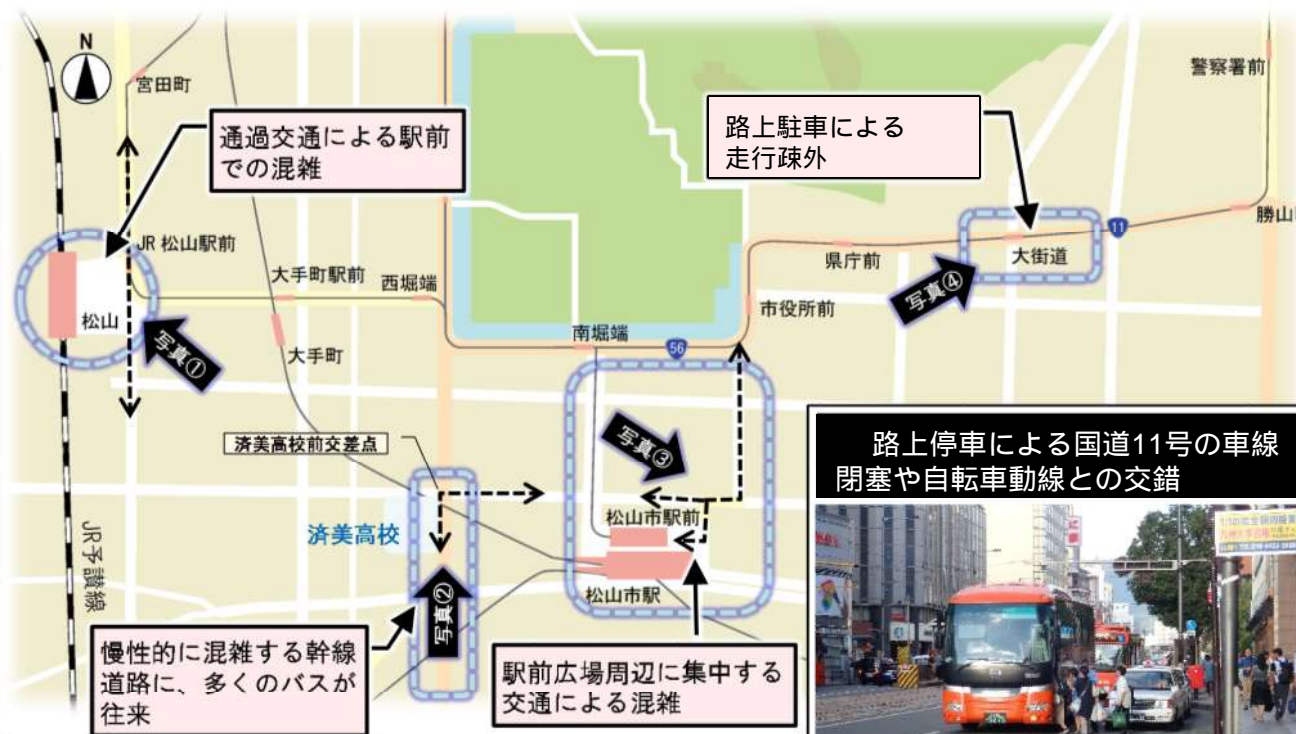 N
宮田町
警察署前
通過交通による駅前
での混雑
路上駐車による
走行疎外
勝山
JR 松山駅前
大手町駅前
西堀端
県庁前
大街道
11
写真④
市役所前
松山
写真①
大手町
南堀端
56
済美高校前交差点
写真③
路上停車による国道11号の車線
閉塞や自転車動線との交錯
済美高校
松山市駅前
JR予讃線
松山市駅
写真②
慢性的に混雑する幹線
道路に、多くのバスが
往来
駅前広場周辺に集中する
交通による混雑